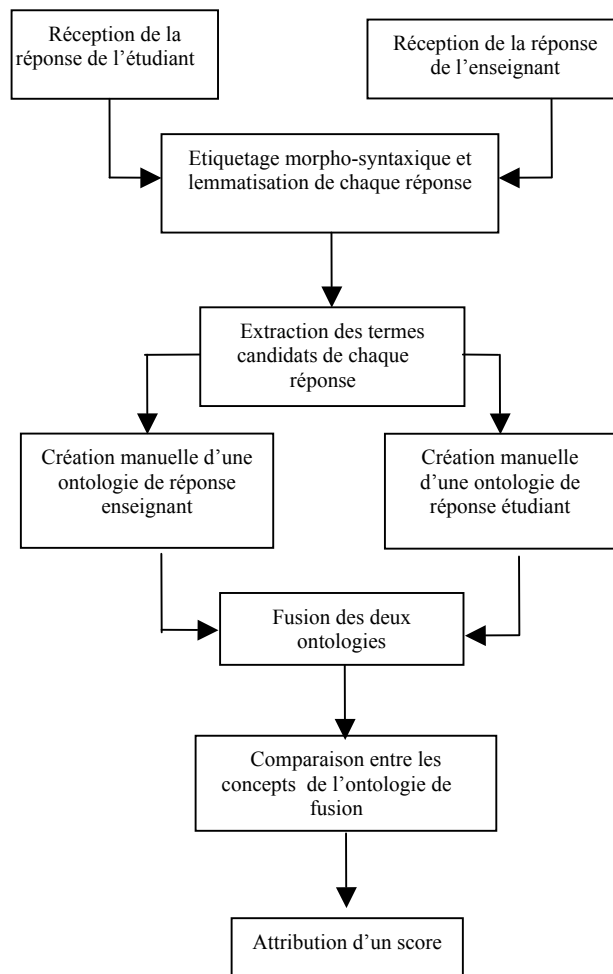 Réception de la
réponse de l’étudiant
Réception de la réponse
de l’enseignant
Etiquetage morpho-syntaxique et
lemmatisation de chaque réponse
Extraction des termes
candidats de chaque
réponse
Création manuelle d’une
ontologie de réponse
enseignant
Création manuelle
d’une ontologie de
réponse étudiant
Fusion des deux
ontologies
Comparaison entre les
concepts de l’ontologie de
fusion
Attribution d’un score